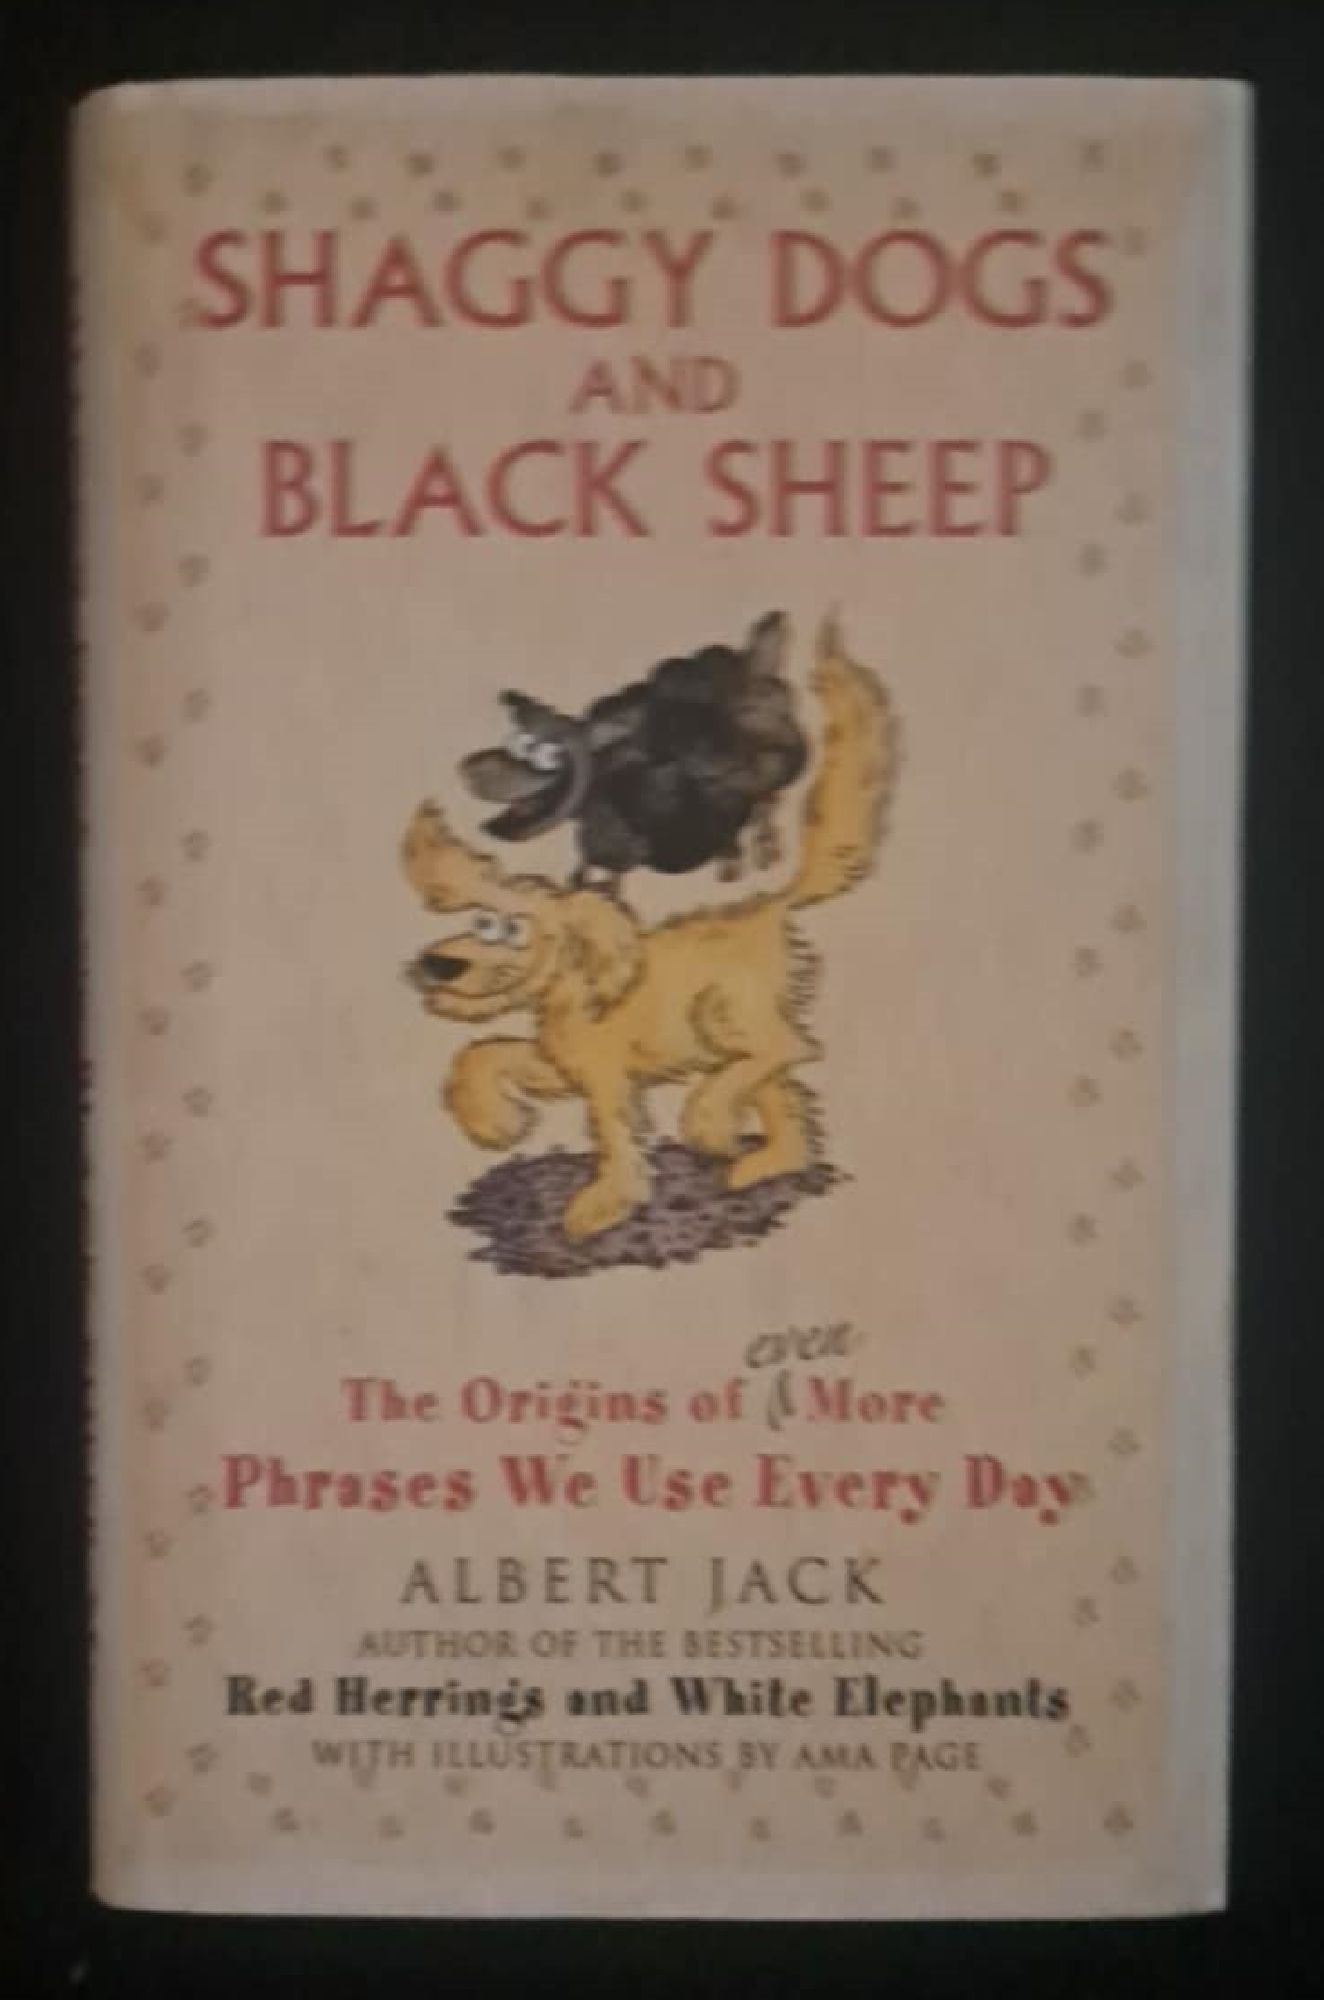 SHAGGY DOGS
AND
BLACK SHEEP
The Origins of even More
Phrases We Use Every Day
ALBERT JACK
AUTHOR OF THE BESTSELLING
Red Herrings and White Elephants
WITH ILLUSTRATIONS BY AMA PAGE